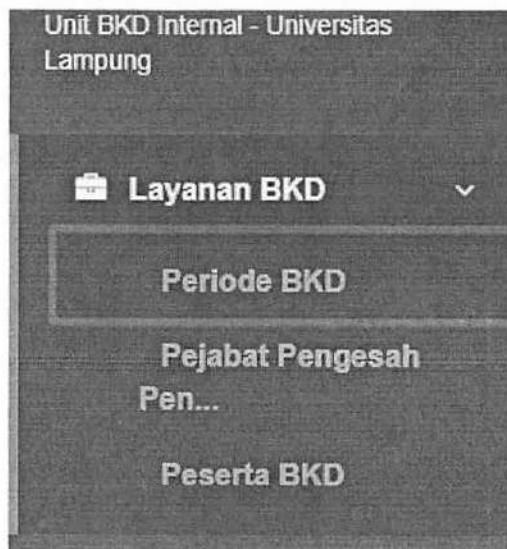 Unit BKD Internal - Universitas
Lampung
Layanan BKD
Periode BKD
Pejabat Pengesah
Pen...
Peserta BKD